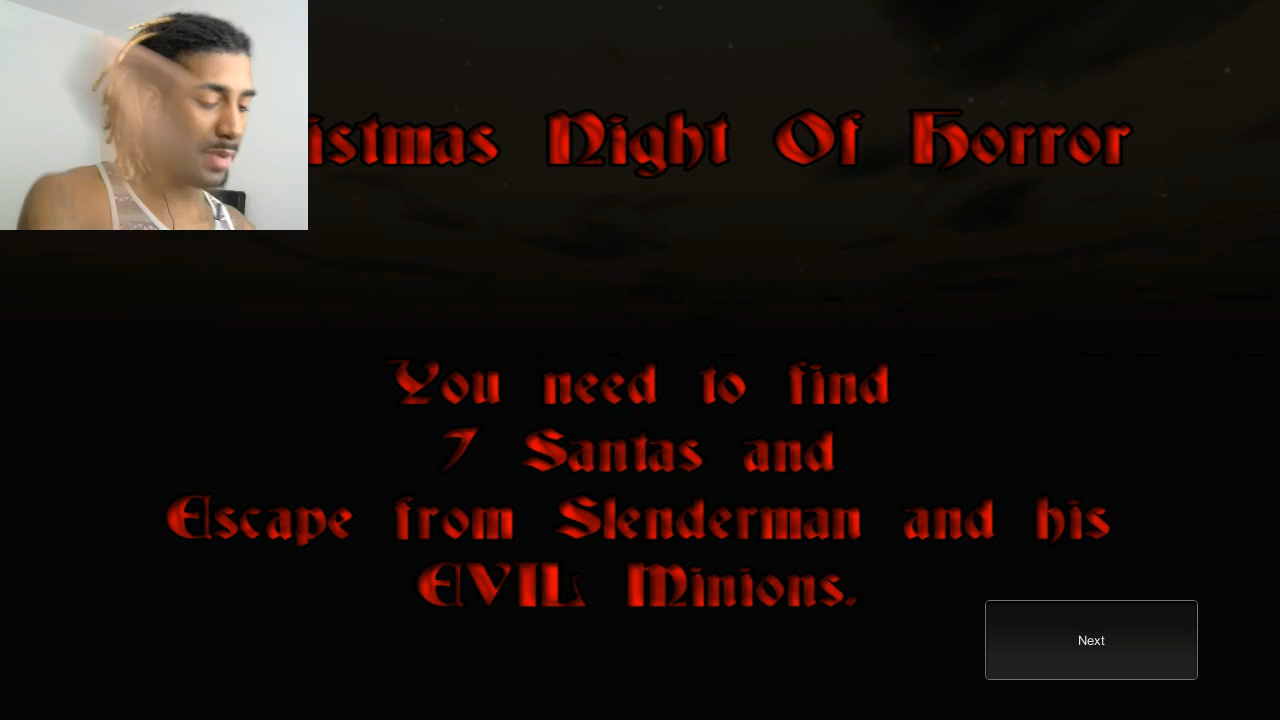 istmas Night Of Horror
You need to find
7 Santas and
Escape from Slenderman and his
EVIL Minions.
Next